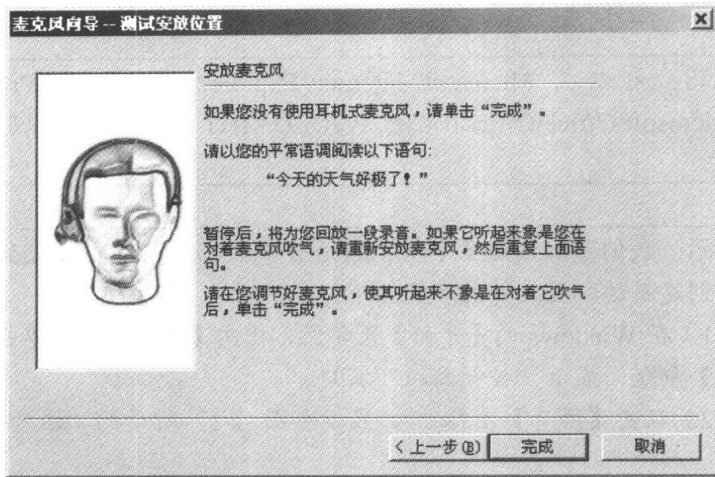 麦克风向导 -- 测试安放位置
安放麦克风
如果您没有使用耳机式麦克风，请单击“完成”。
请以您的平常语调阅读以下语句:
“今天的天气好极了！”
暂停后，将为您回放一段录音。如果它听起来象是您在
对着麦克风吹气，请重新安放麦克风，然后重复上面语
句。
请在您调节好麦克风，使其听起来不象是在对着它吹气
后，单击“完成”。
< 上一步(B)
完成
取消